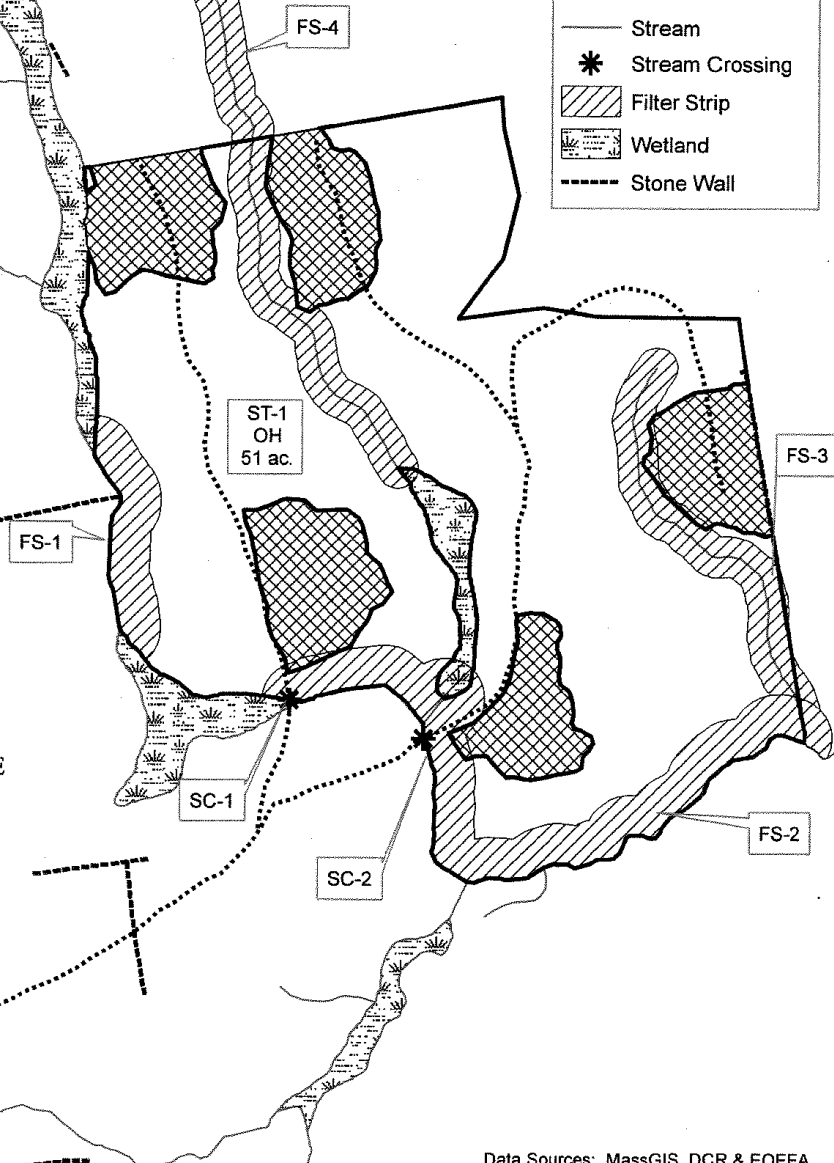 FS-4
Stream
Stream Crossing
Filter Strip
Wetland
Stone Wall
ST-1
OH
51 ac.
FS-3
FS-1
E
SC-1
SC-2
FS-2
Data Sources: MassGIS, DCR & EOEEA